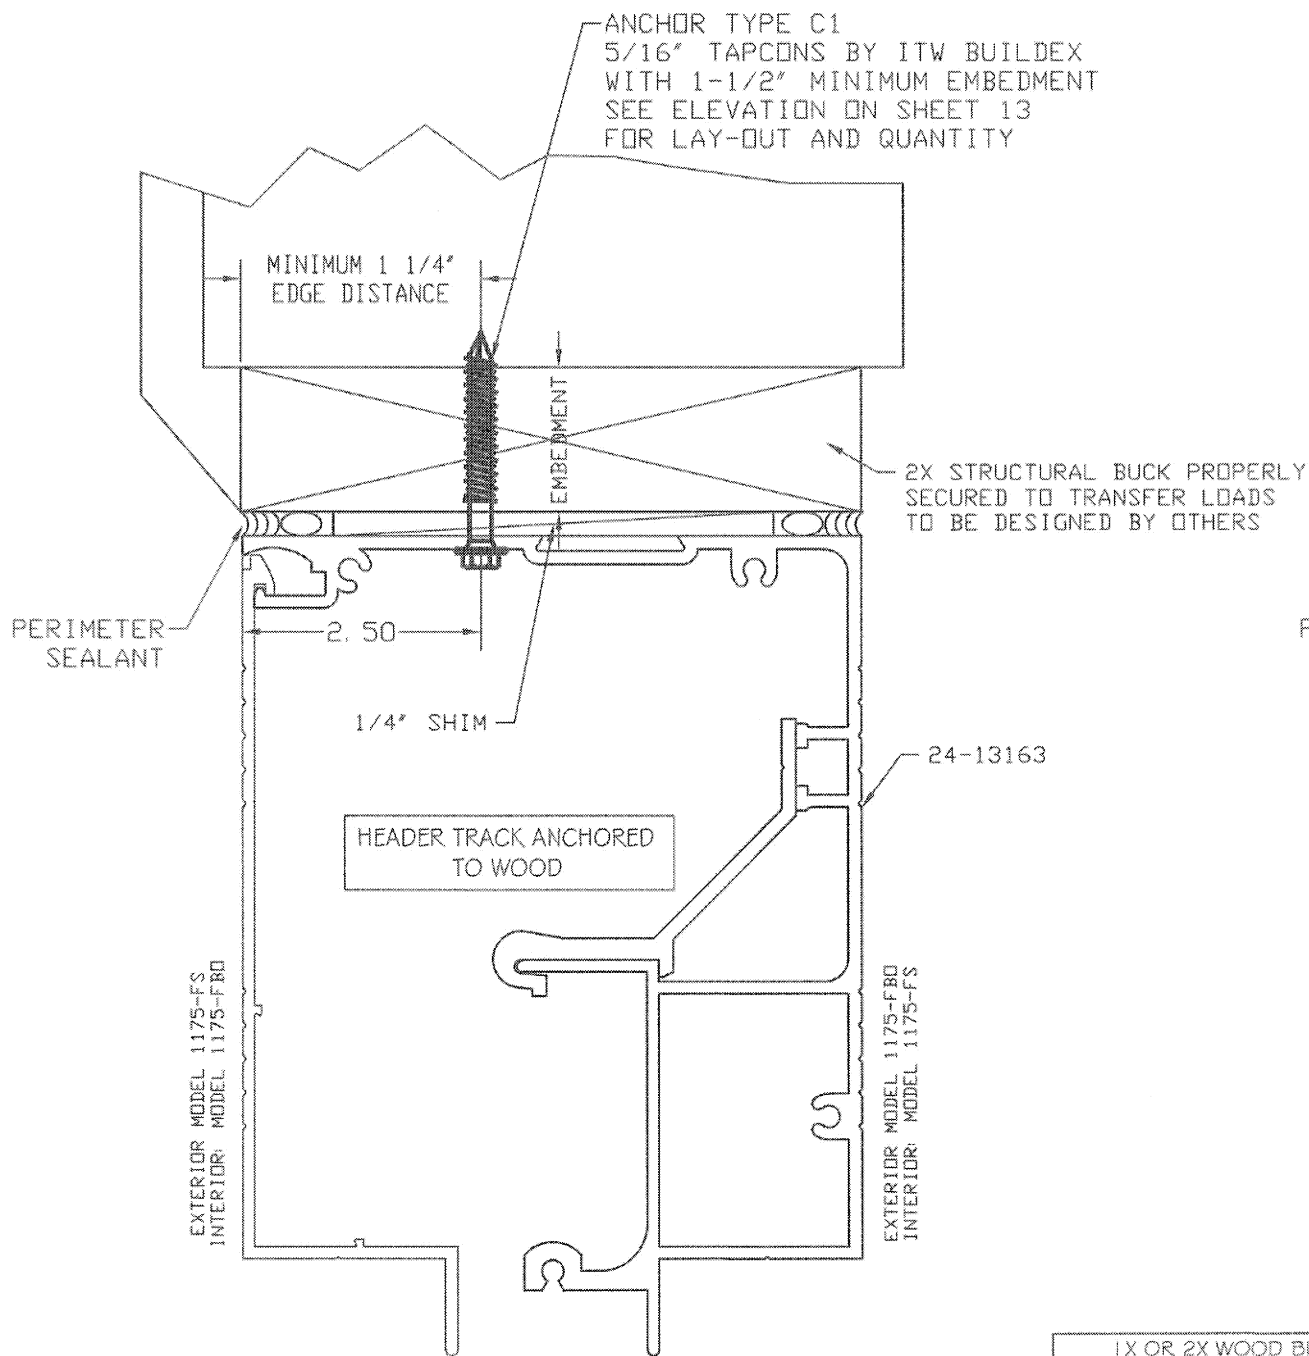 ANCHOR TYPE C1
5/16" TAPCONS BY ITW BUILDEX
WITH 1-1/2" MINIMUM EMBEDMENT
SEE ELEVATION ON SHEET 13
FOR LAY-OUT AND QUANTITY
MINIMUM 1 1/4"
EDGE DISTANCE
EMBEDMENT
2X STRUCTURAL BUCK PROPERLY
SECURED TO TRANSFER LOADS
TO BE DESIGNED BY OTHERS
PERIMETER
SEALANT
2.50
1/4" SHIM
24-13163
HEADER TRACK ANCHORED
TO WOOD
EXTERIOR MODEL 1175-FS
INTERIOR: MODEL 1175-FBO
EXTERIOR MODEL 1175-FBO
INTERIOR: MODEL 1175-FS
1X OR 2X WOOD